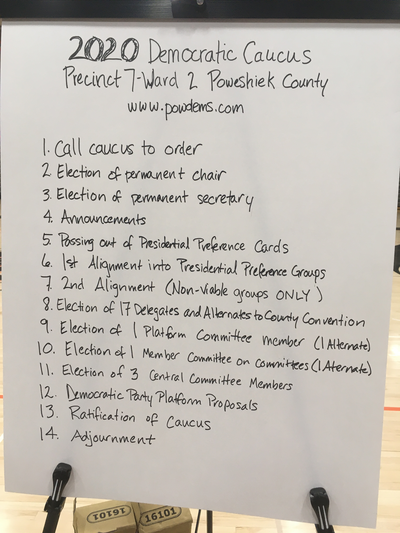 2020 Democratic Caucus
Precinct 7-Ward 2 Poweshiek County
www.powdems.com
1. Call caucus to order
2. Election of permanent chair
3. Election of permanent secretary
4. Announcements
5. Passing out of Presidential Preference Cards
6. 1st Alignment into Presidential Preference Groups
7. 2nd Alignment (Non-Viable groups ONLY)
8. Election of 17 Delegates and Alternates to County Convention
9. Election of 1 Platform Committee member (1 Alternate)
10. Election of 1 Member Committee on committees (1 Alternate)
11. Election of 3 Central Committee Members
12. Democratic Party Platform Proposals
13. Ratification of Caucus
14. Adjournment
16101 16101